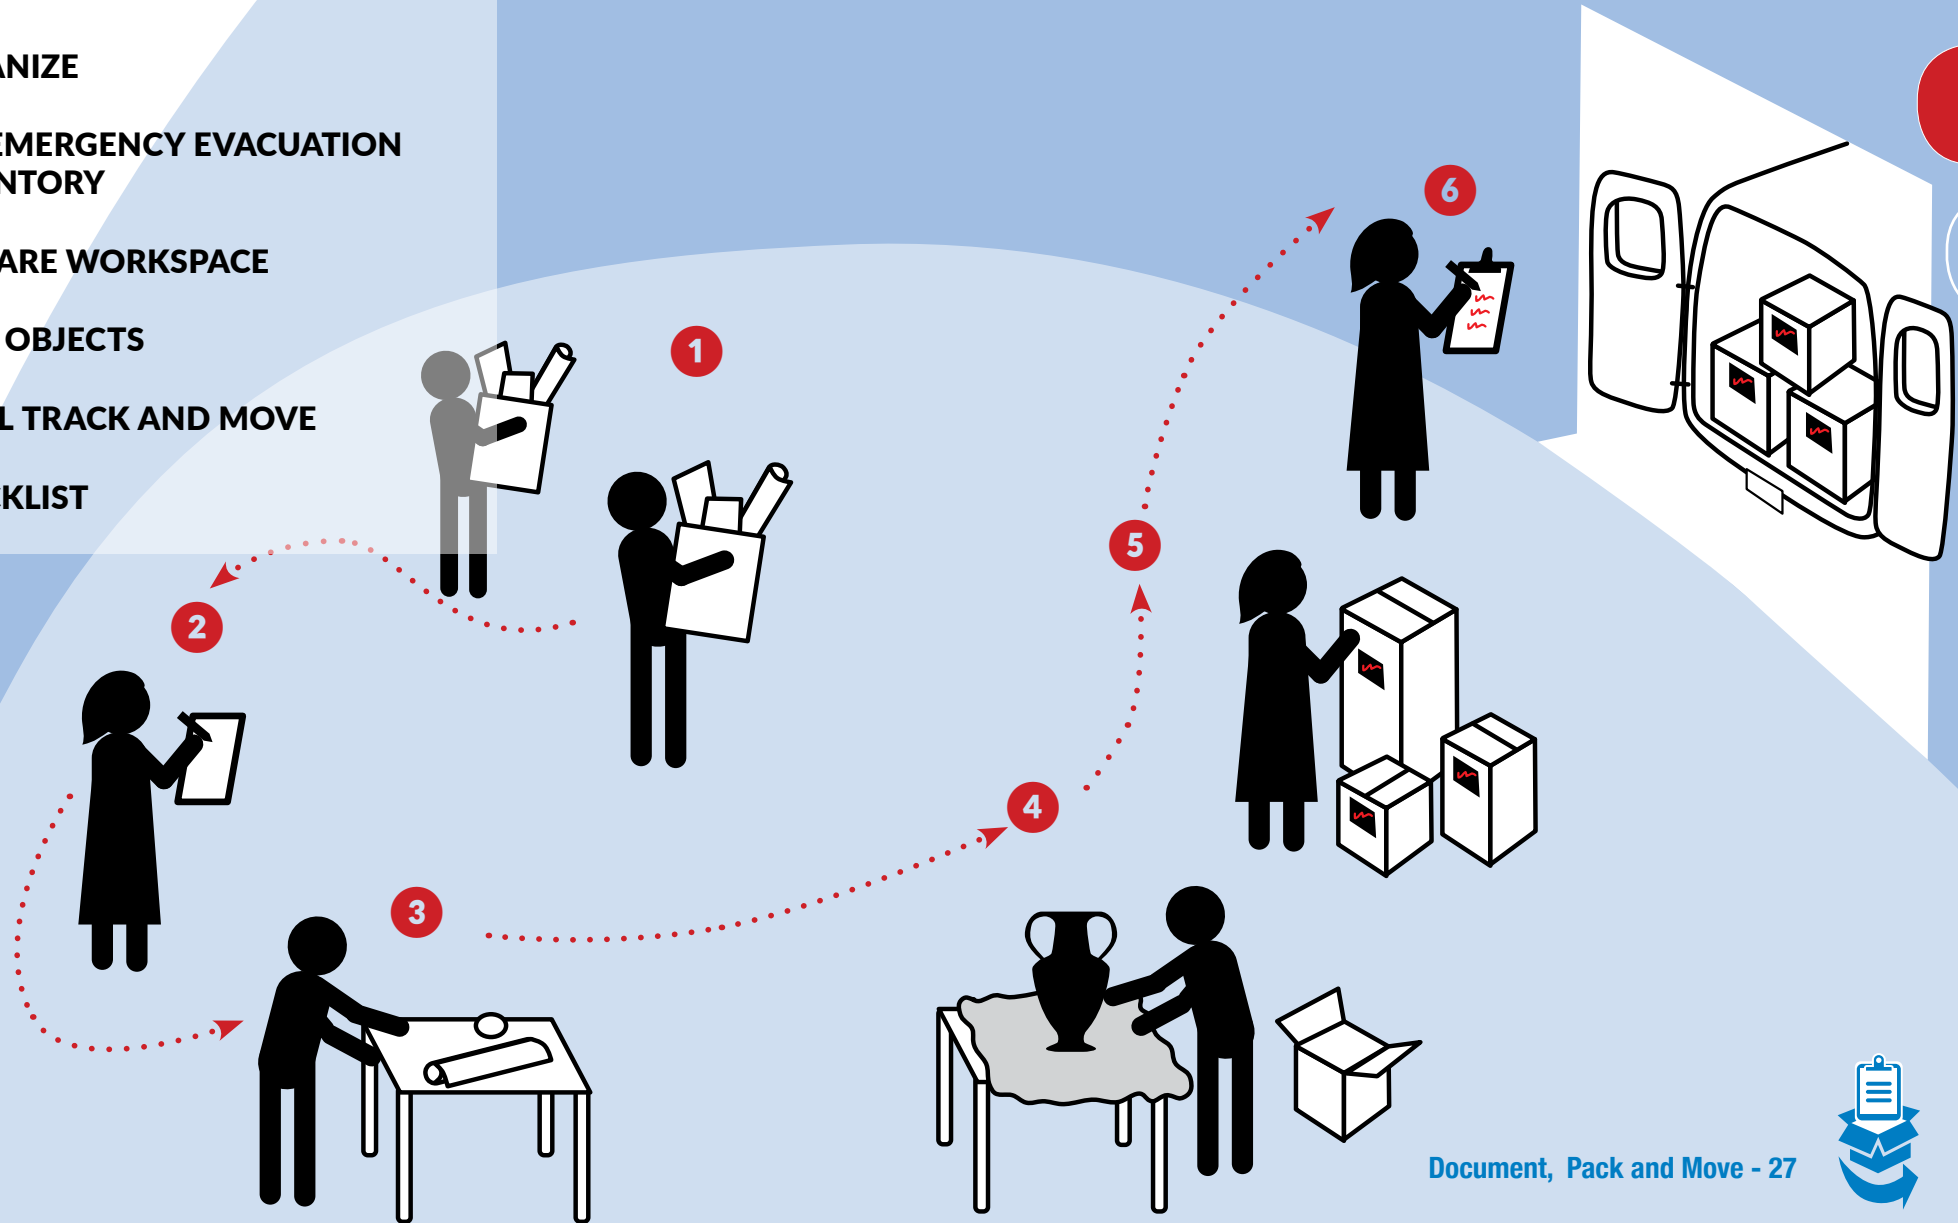 ANIZE
EMERGENCY EVACUATION
NTORY
ARE WORKSPACE
OBJECTS
L TRACK AND MOVE
CKLIST
1
2
3
4
5
6
Document, Pack and Move - 27